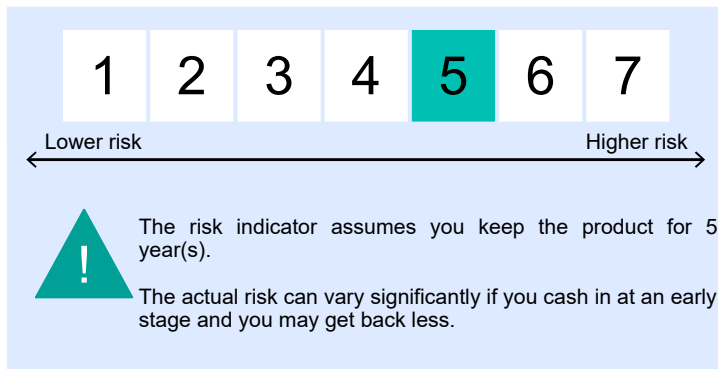 1 2 3 4 5 6 7
Lower risk Higher risk
!
The risk indicator assumes you keep the product for 5
year(s).
The actual risk can vary significantly if you cash in at an early
stage and you may get back less.